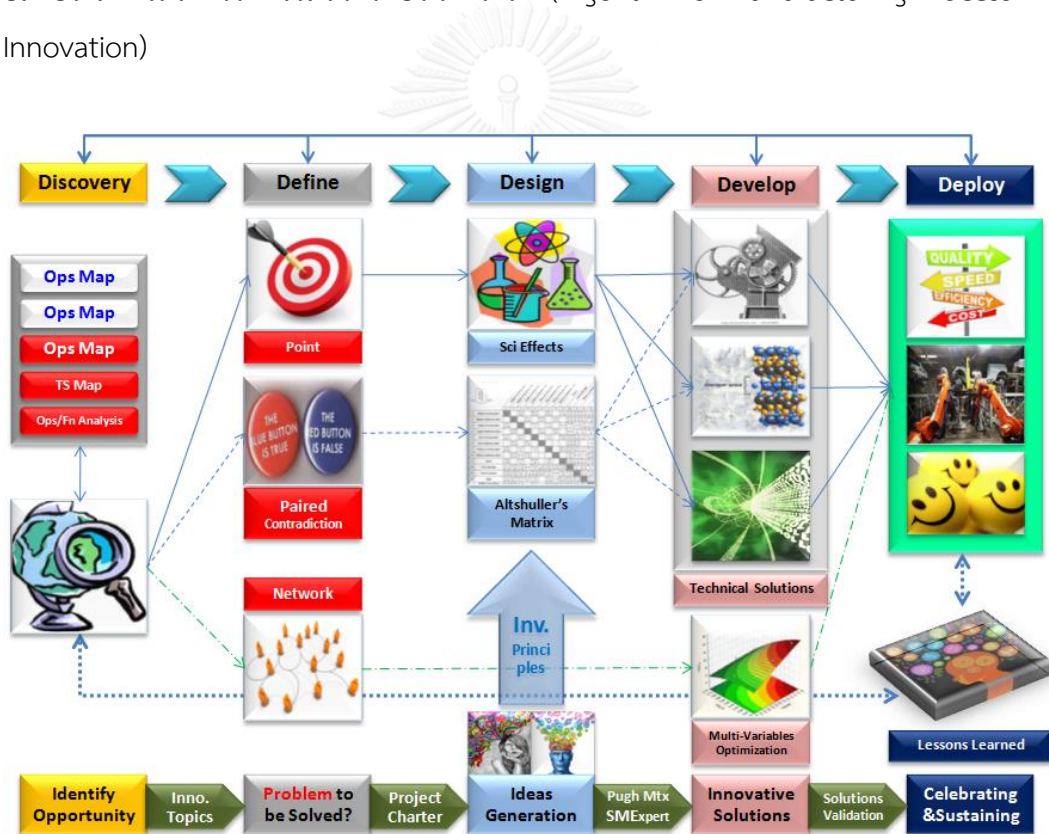 Innovation)
Discovery
Define
Design
Develop
Deploy
Ops Map
Ops Map
Ops Map
TS Map
Ops/Fn Analysis
Point
Sci Effects
QUALITY
SPEED
EFFICIENCY
COST
THE
BLUE BUTTON
IS TRUE
THE
RED BUTTON
IS FALSE
Paired
Contradiction
Altshuller's
Matrix
Technical Solutions
Network
Inv.
Princi
ples
Multi-Variables
Optimization
Lessons Learned
Identify
Opportunity
Inno.
Topics
Problem to
be Solved?
Project
Charter
Ideas
Generation
Pugh Mtx
SMExpert
Innovative
Solutions
Solutions
Validation
Celebrating
&Sustaining